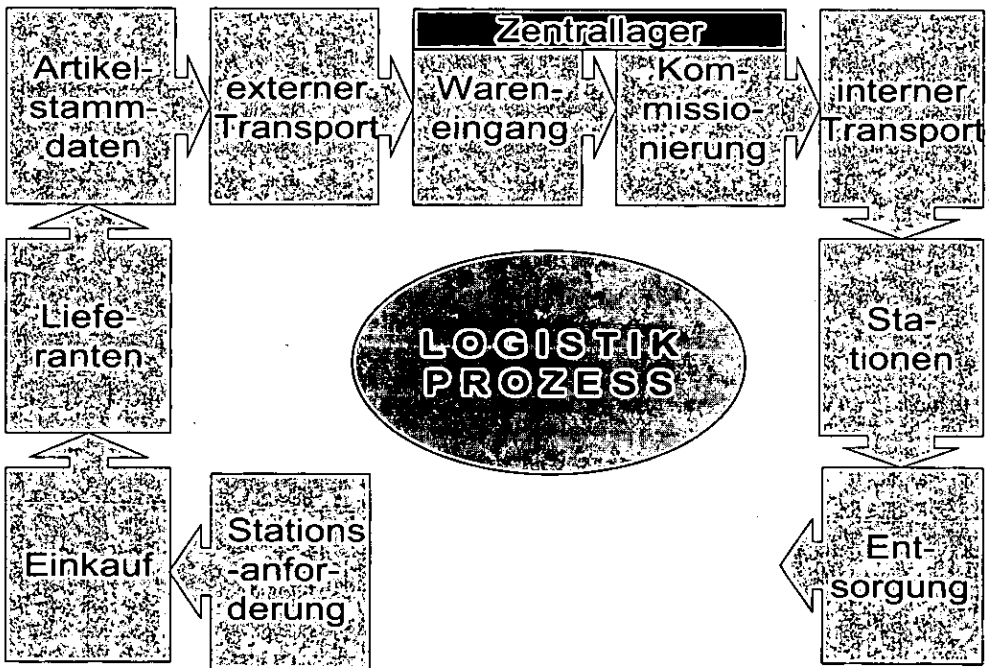 Zentrallager
Artikel-
stamm-
daten
externer
Transport
Waren-
eingang
Kom-
missio-
nierung
interner
Transport
Liefe-
ranten
LOGISTIK
PROZESS
Sta-
tionen
Einkauf
Stations
-anfor-
derung
Ent-
sorgung